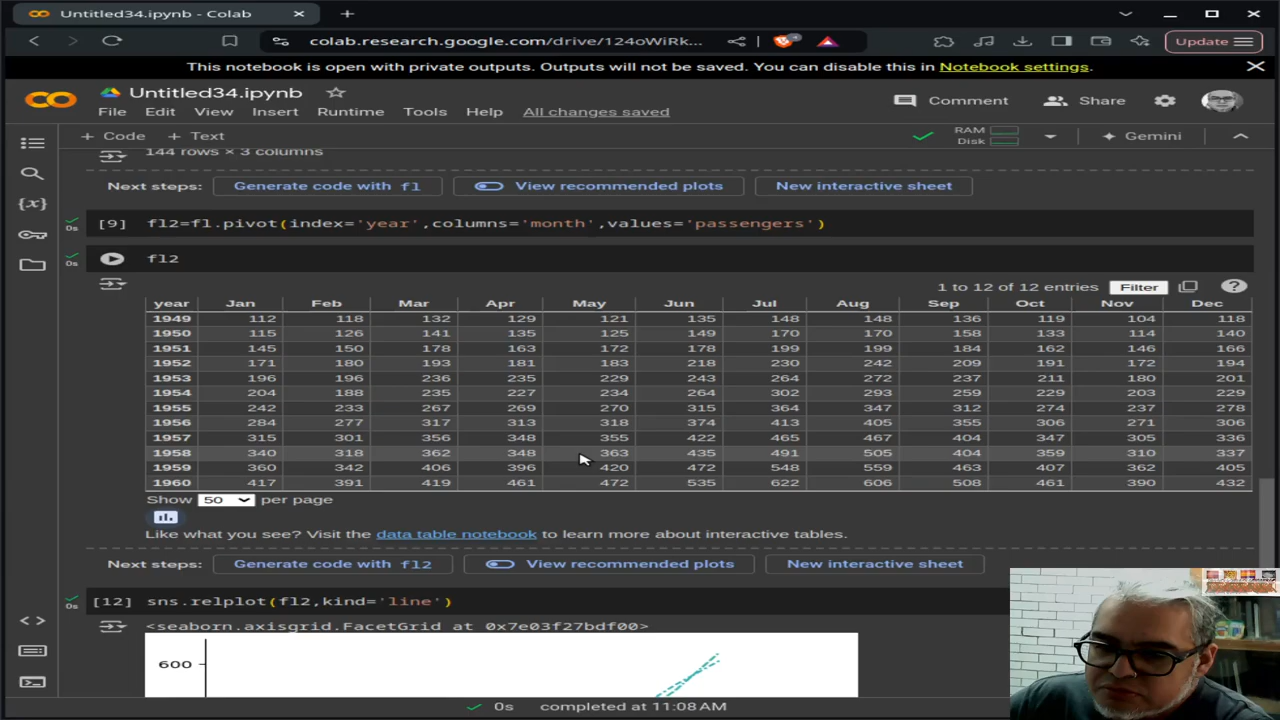 Untitled34.ipynb - Colab
colab.research.google.com/drive/124oWiRk...
Update
This notebook is open with private outputs. Outputs will not be saved. You can disable this in Notebook settings.
Untitled34.ipynb
Comment Share
File Edit View Insert Runtime Tools Help All changes saved
+ Code + Text RAM Disk Gemini
144 rows × 3 columns
Next steps: Generate code with fl View recommended plots New interactive sheet
[9] fl2=fl.pivot(index='year',columns='month',values='passengers')
0s
fl2
0s
1 to 12 of 12 entries Filter
year Jan Feb Mar Apr May Jun Jul Aug Sep Oct Nov Dec
1949 112 118 132 129 121 135 148 148 136 119 104 118
1950 115 126 141 135 125 149 170 170 158 133 114 140
1951 145 150 178 163 172 178 199 199 184 162 146 166
1952 171 180 193 181 183 218 230 242 209 191 172 194
1953 196 196 236 235 229 243 264 272 237 211 180 201
1954 204 188 235 227 234 264 302 293 259 229 203 229
1955 242 233 267 269 270 315 364 347 312 274 237 278
1956 284 277 317 313 318 374 413 405 355 306 271 306
1957 315 301 356 348 355 422 465 467 404 347 305 336
1958 340 318 362 348 363 435 491 505 404 359 310 337
1959 360 342 406 396 420 472 548 559 463 407 362 405
1960 417 391 419 461 472 535 622 606 508 461 390 432
Show 50 per page
Like what you see? Visit the data table notebook to learn more about interactive tables.
Next steps: Generate code with fl2 View recommended plots New interactive sheet
[12] sns.relplot(fl2,kind='line')
0s
<seaborn.axisgrid.FacetGrid at 0x7e03f27bdf00>
600
0s completed at 11:08 AM